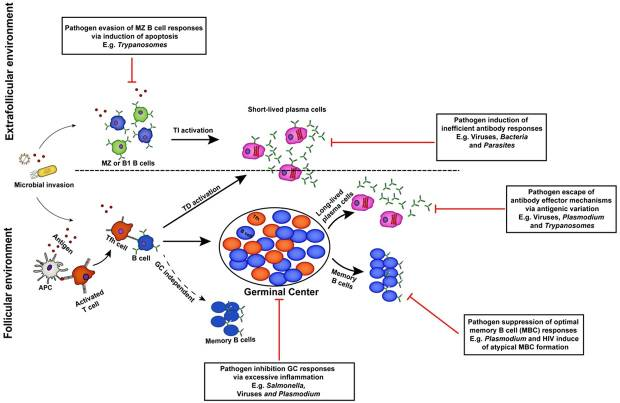 Extrafollicular environment
Follicular environment
Pathogen evasion of MZ B cell responses
via induction of apoptosis
E.g. Trypanosomes
MZ or B1 B cells
TI activation
Short-lived plasma cells
Pathogen induction of
inefficient antibody responses
E.g. Viruses, Bacteria
and Parasites
Microbial invasion
TD activation
Antigen
APC
Activated
T cell
Tfh cell
B cell
GC independent
Memory B cells
Tfh
B cell
Germinal Center
Long-lived
plasma cells
Memory
B cells
Pathogen escape of
antibody effector mechanisms
via antigenic variation
E.g. Viruses, Plasmodium
and Trypanosomes
Pathogen suppression of optimal
memory B cell (MBC) responses
E.g. Plasmodium and HIV induce
of atypical MBC formation
Pathogen inhibition GC responses
via excessive inflammation
E.g. Salmonella,
Viruses and Plasmodium